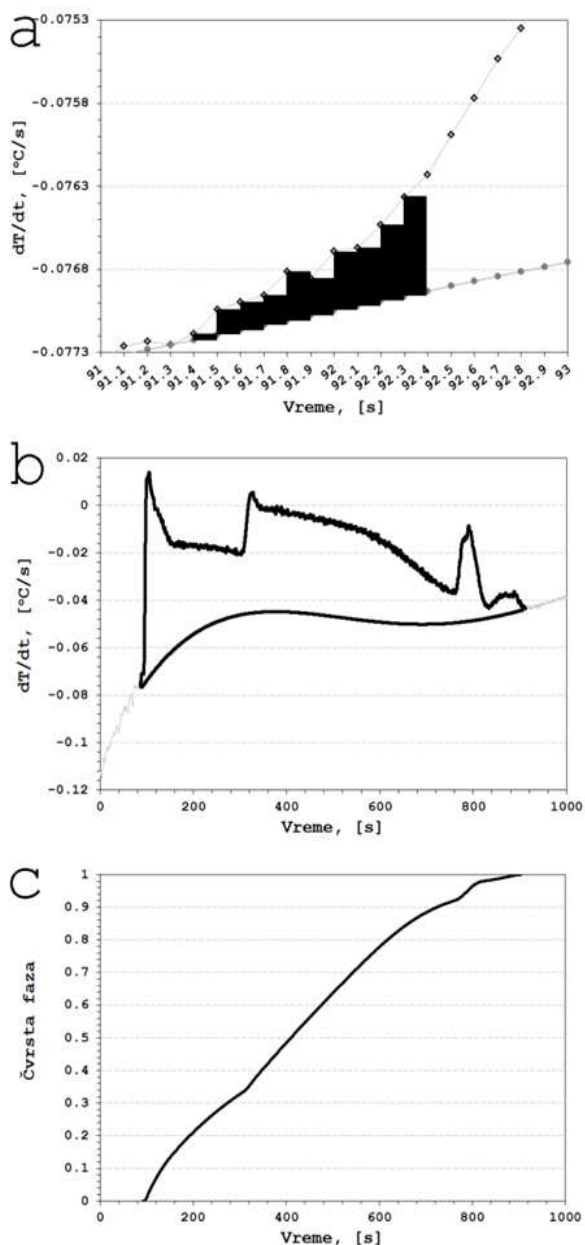 a
-0.0753
-0.0758
-0.0763
-0.0768
-0.0773
dT/dt, [°C/s]
91 91.1 91.2 91.3 91.4 91.5 91.6 91.7 91.8 91.9 92 92.1 92.2 92.3 92.4 92.5 92.6 92.7 92.8 92.9 93
Vreme, [s]
b
0.02
0
-0.02
-0.04
-0.06
-0.08
-0.1
-0.12
dT/dt, [°C/s]
0 200 400 600 800 1000
Vreme, [s]
c
1
0.9
0.8
0.7
0.6
0.5
0.4
0.3
0.2
0.1
0
Čvrsta faza
0 200 400 600 800 1000
Vreme, [s]